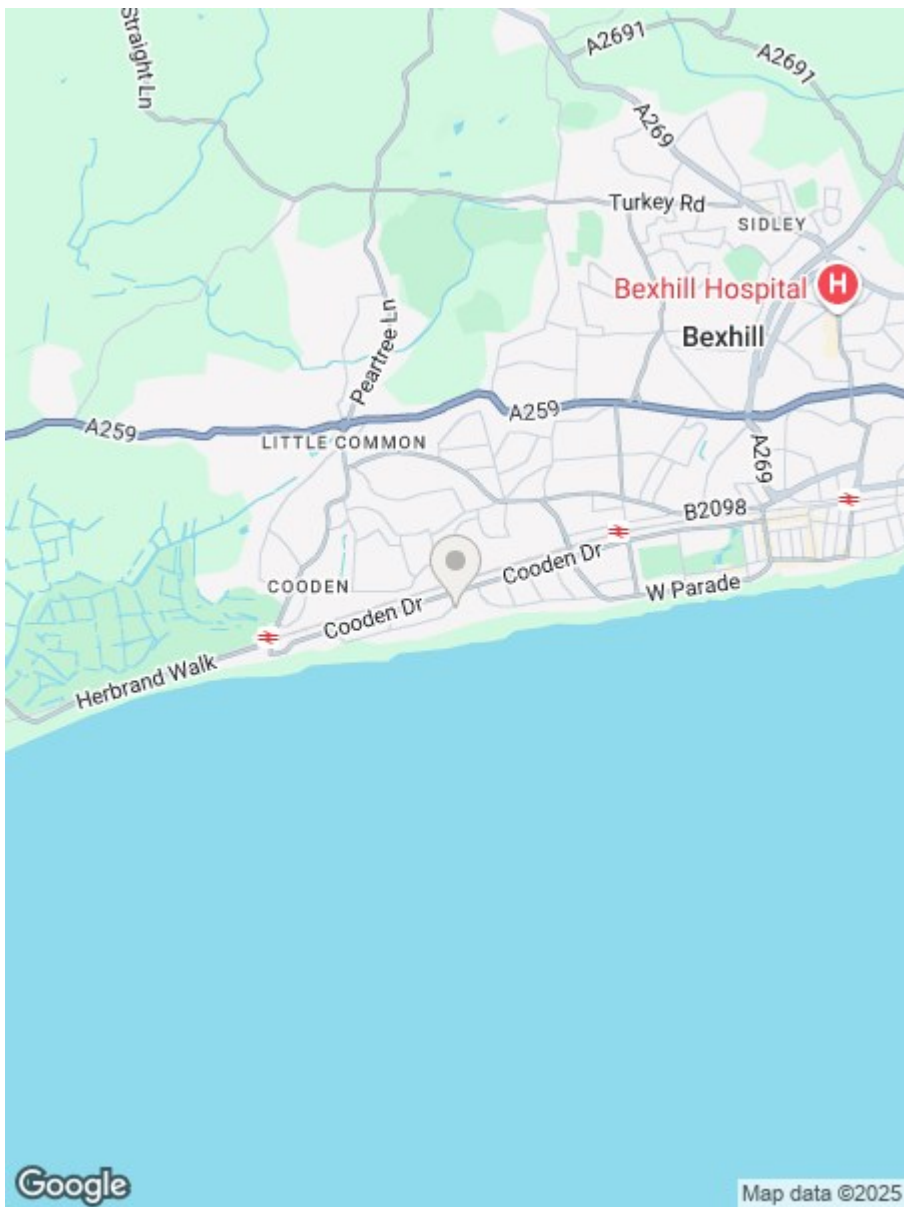 Straight Ln
A2691
A2691
A269
Turkey Rd
SIDLEY
Bexhill Hospital
H
Bexhill
Peartree Ln
A259
A259
LITTLE COMMON
A269
B2098
Cooden Dr
COODEN
W Parade
Cooden Dr
Herbrand Walk
Google
Map data ©2025